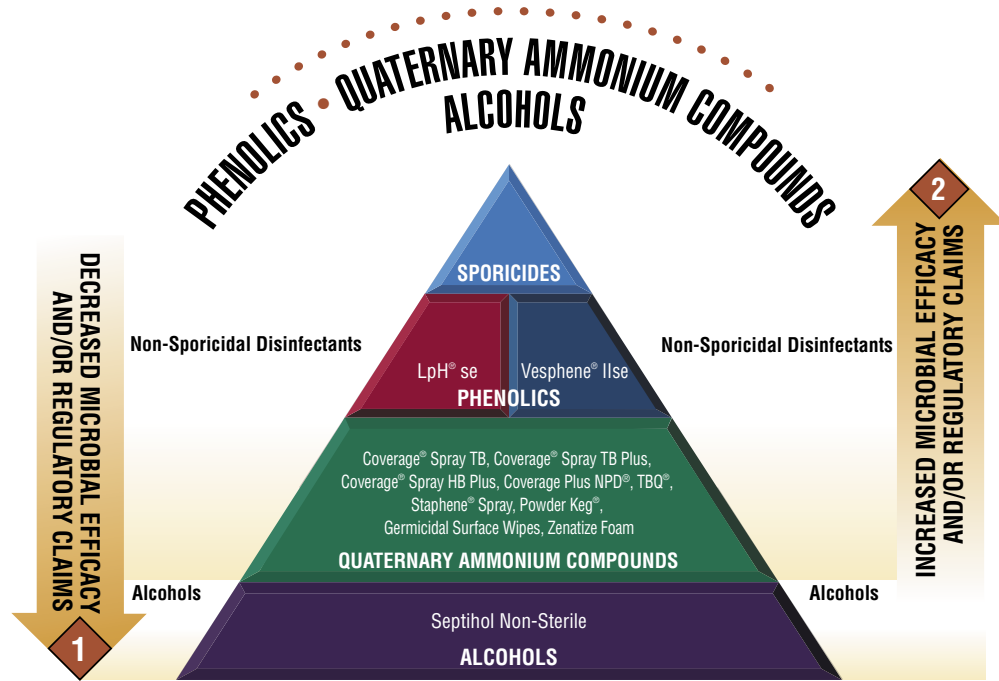 PHENOLICS • QUATERNARY AMMONIUM COMPOUNDS
ALCOHOLS
2
INCREASED MICROBIAL EFFICACY
AND/OR REGULATORY CLAIMS
DECREASED MICROBIAL EFFICACY
AND/OR REGULATORY CLAIMS
1
SPORICIDES
Non-Sporicidal Disinfectants
Non-Sporicidal Disinfectants
LpH® se
Vesphene® IIse
PHENOLICS
Coverage® Spray TB, Coverage® Spray TB Plus,
Coverage® Spray HB Plus, Coverage Plus NPD®, TBQ®,
Staphene® Spray, Powder Keg®,
Germicidal Surface Wipes, Zenatize Foam
QUATERNARY AMMONIUM COMPOUNDS
Alcohols
Alcohols
Septihol Non-Sterile
ALCOHOLS